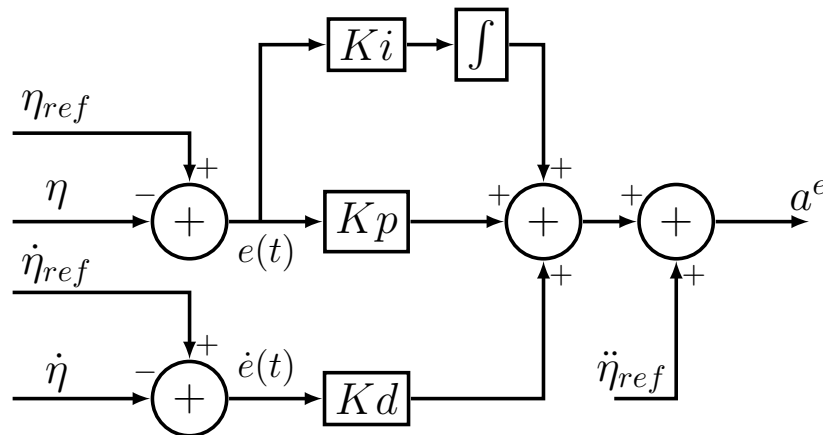 Ki ∫
η_ref
+ +
− η + Kp + + + + a^e
e(t)
η̇_ref + +
+
− η̇ + ė(t) Kd η̈_ref